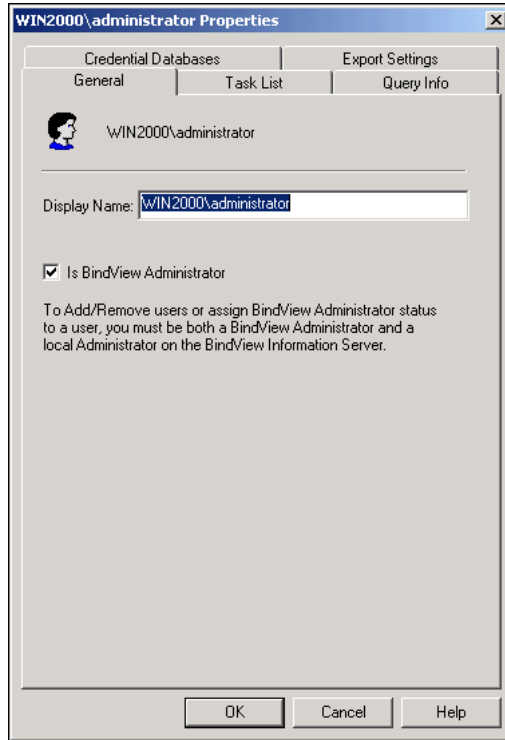 WIN2000\administrator Properties
Credential Databases Export Settings
General Task List Query Info
WIN2000\administrator
Display Name: WIN2000\administrator
Is BindView Administrator
To Add/Remove users or assign BindView Administrator status
to a user, you must be both a BindView Administrator and a
local Administrator on the BindView Information Server.
OK Cancel Help